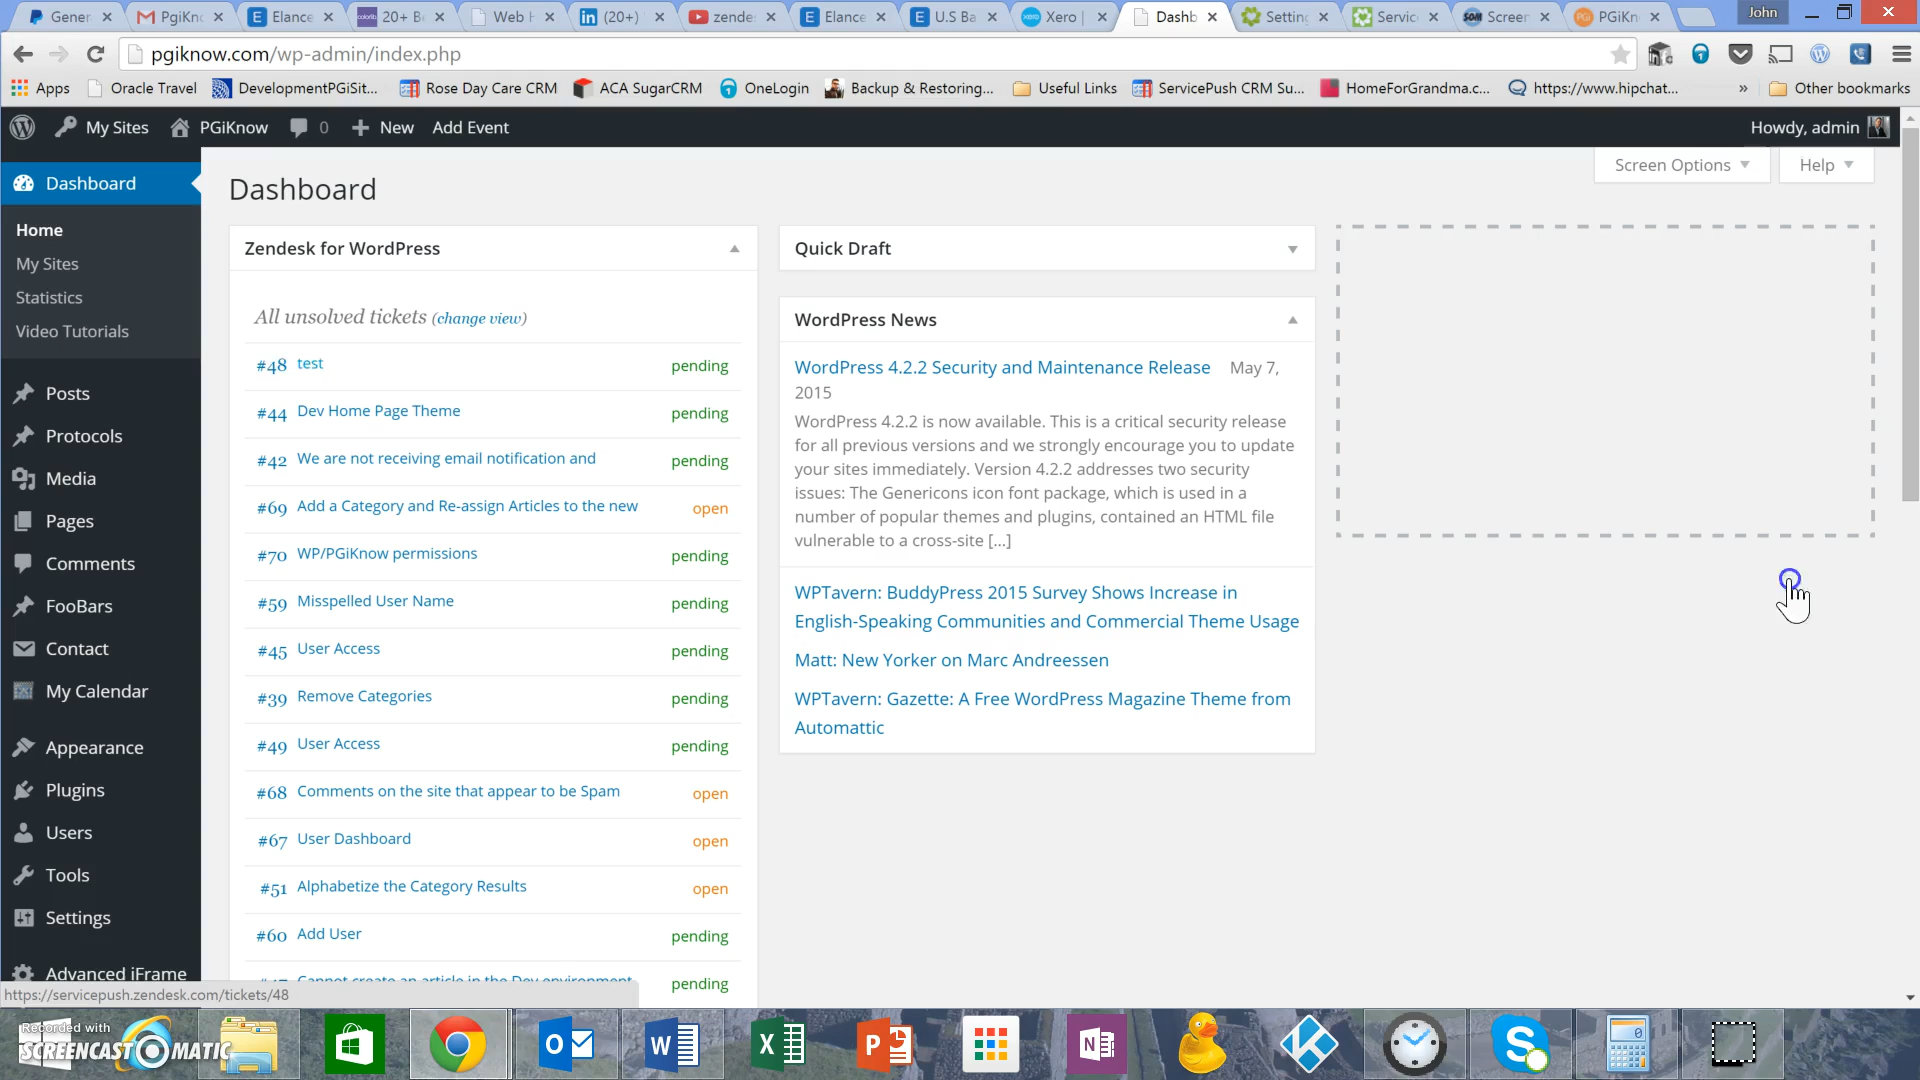 Gener
PgiKn
Elance
20+ B
Web H
(20+)
zende
Elance
U.S Ba
Xero |
Dashb
Settin
Servic
Screen
PGiKn
John
pgiknow.com/wp-admin/index.php
Apps
Oracle Travel
DevelopmentPGiSit...
Rose Day Care CRM
ACA SugarCRM
OneLogin
Backup & Restoring...
Useful Links
ServicePush CRM Su...
HomeForGrandma.c...
https://www.hipchat...
»
Other bookmarks
My Sites
PGiKnow
0
New
Add Event
Howdy, admin
Screen Options
Help
Dashboard
Home
My Sites
Statistics
Video Tutorials
Posts
Protocols
Media
Pages
Comments
FooBars
Contact
My Calendar
Appearance
Plugins
Users
Tools
Settings
Advanced iFrame
Dashboard
Zendesk for WordPress
All unsolved tickets (change view)
#48 test pending
#44 Dev Home Page Theme pending
#42 We are not receiving email notification and pending
#69 Add a Category and Re-assign Articles to the new open
#70 WP/PGiKnow permissions pending
#59 Misspelled User Name pending
#45 User Access pending
#39 Remove Categories pending
#49 User Access pending
#68 Comments on the site that appear to be Spam open
#67 User Dashboard open
#51 Alphabetize the Category Results open
#60 Add User pending
Cannot create an article in the Dev environment pending
Quick Draft
WordPress News
WordPress 4.2.2 Security and Maintenance Release May 7,
2015
WordPress 4.2.2 is now available. This is a critical security release
for all previous versions and we strongly encourage you to update
your sites immediately. Version 4.2.2 addresses two security
issues: The Genericons icon font package, which is used in a
number of popular themes and plugins, contained an HTML file
vulnerable to a cross-site [...]
WPTavern: BuddyPress 2015 Survey Shows Increase in
English-Speaking Communities and Commercial Theme Usage
Matt: New Yorker on Marc Andreessen
WPTavern: Gazette: A Free WordPress Magazine Theme from
Automattic
https://servicepush.zendesk.com/tickets/48
Recorded with
SCREENCAST-O-MATIC